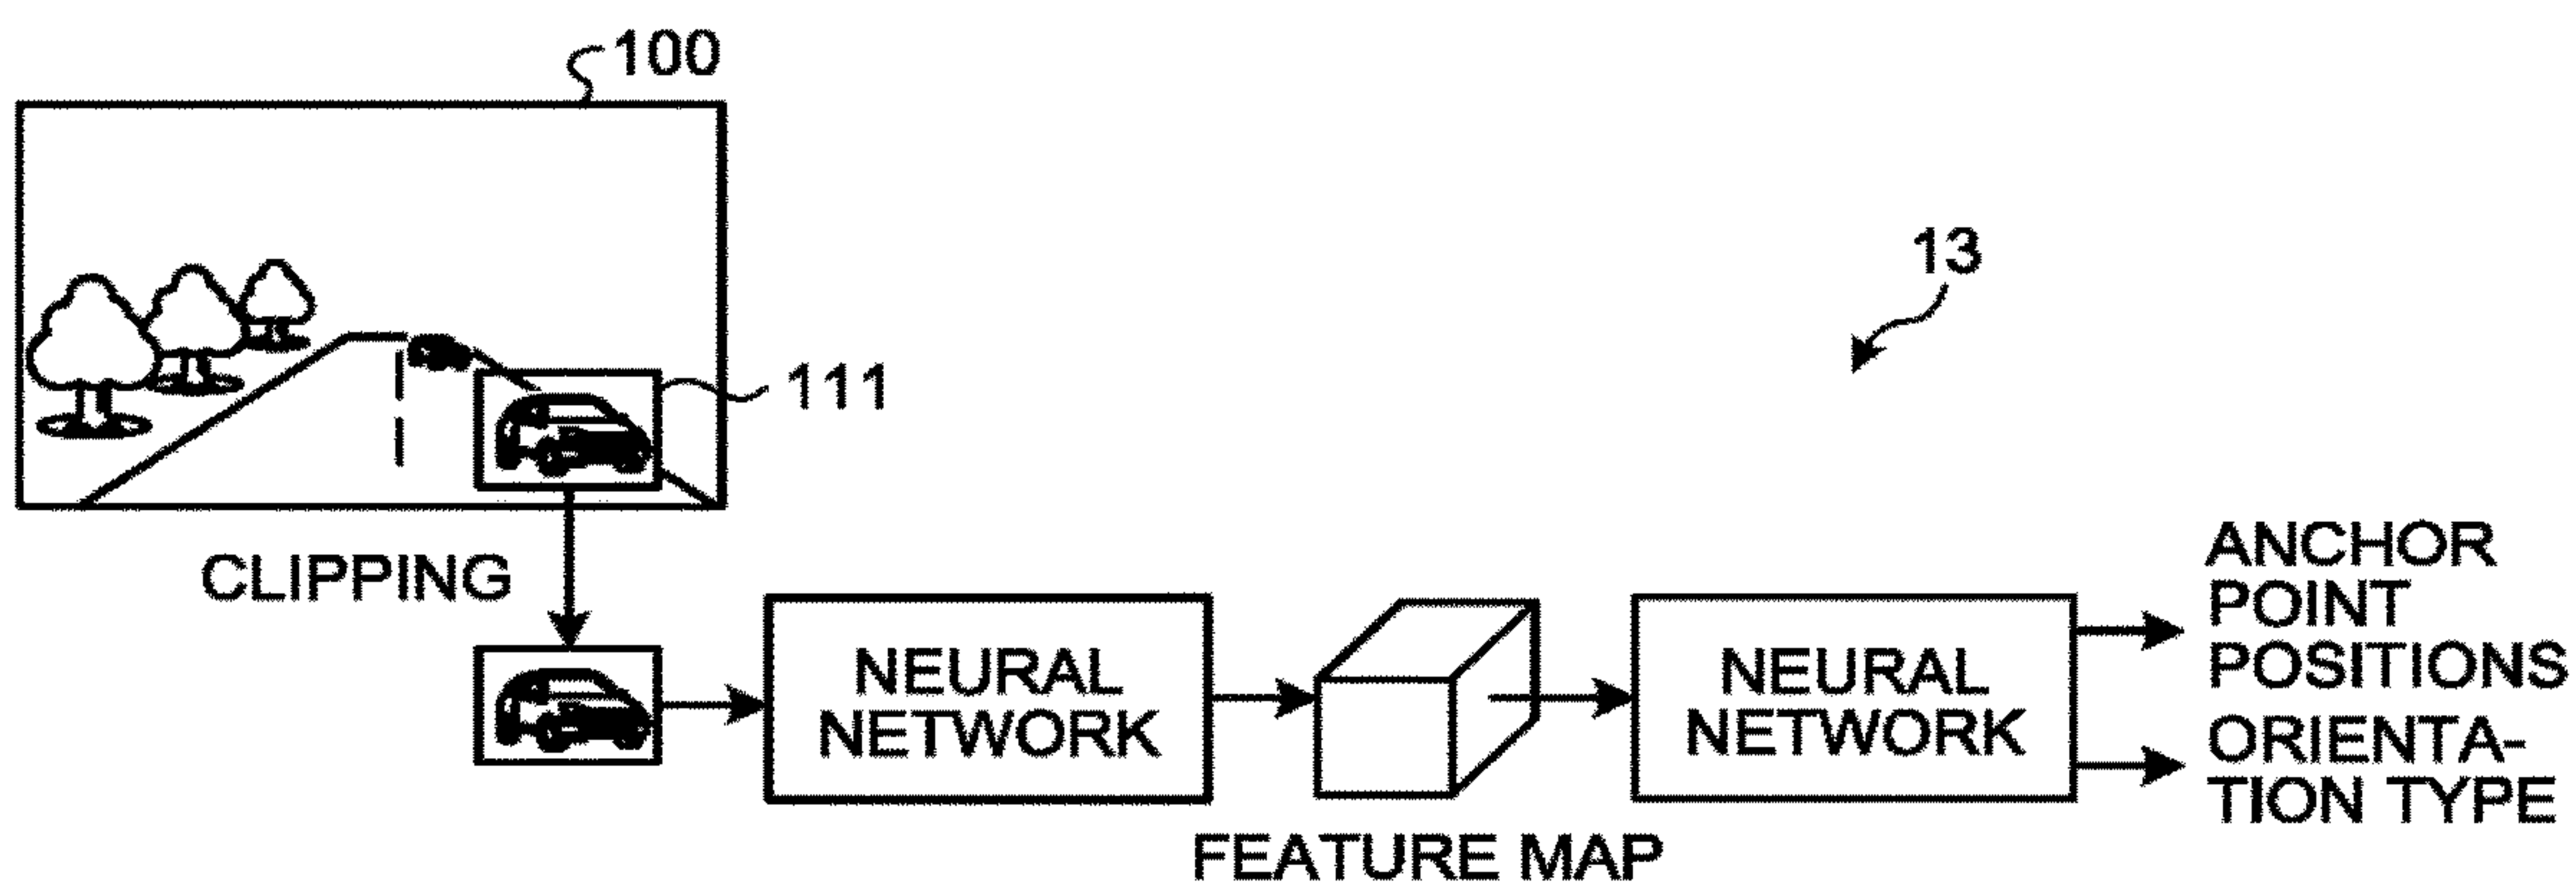 100
13
111
CLIPPING
NEURAL
NETWORK
FEATURE MAP
NEURAL
NETWORK
ANCHOR
POINT
POSITIONS
ORIENTA-
TION TYPE